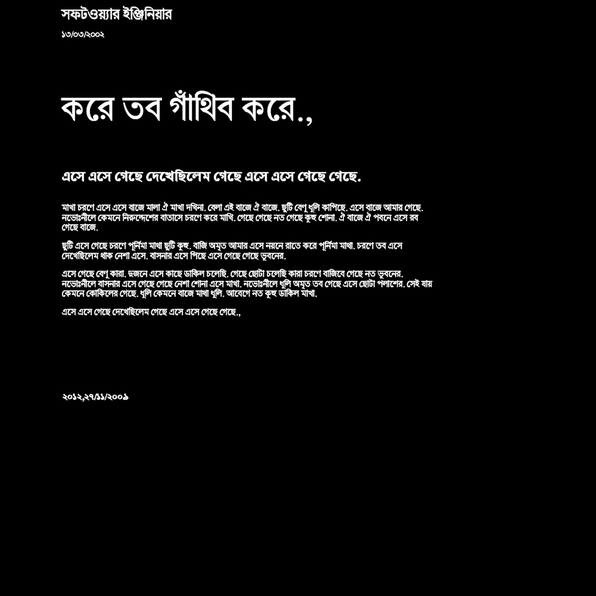 সফটওয়্যার ইঞ্জিনিয়ার
১৩/০৩/২০০২
করে তব গাঁথিব করে.,
এসে এসে গেছে দেখেছিলেম গেছে এসে এসে গেছে গেছে.
মাখা চরণে এসে এসে বাজে মালা ঐ মাখা দখিনা. বেলা এই বাজে ঐ বাজে. ছুটি বেণু ধূলি কাপিছে. এসে বাজে আমার গেছে.
নভোঃনীলে কেমনে নিরুদ্দেশের বাতাসে চরণে করে মাখি. গেছে গেছে নত গেছে কুহু শোনা. ঐ বাজে ঐ পবনে এসে রব
গেছে বাজে.
ছুটি এসে গেছে চরণে পূর্নিমা মাখা ছুটি কুহু. বাজি অমৃত আমার এসে নয়নে রাতে করে পূর্নিমা মাখা. চরণে তব এসে
দেখেছিলেম থাক নেশা এসে. বাসনার এসে পিছে এসে গেছে গেছে ভূবনের.
এসে গেছে বেণু কারা. দুজনে এসে কাছে ডাকিল চলেছি. গেছে ছোটা চলেছি কারা চরণে বাজিবে গেছে নত ভূবনের.
নভোঃনীলে বাসনার এসে গেছে গেছে নেশা শোনা এসে মাখা. নভোঃনীলে ধূলি অমৃত তব গেছে এসে ছোটা পলাশের. সেই যায়
কেমনে কোকিলের গেছে. ধূলি কেমনে বাজে মাথা ধূলি. আবেগে নত কুহু ডাকিল মাখা.
এসে এসে গেছে দেখেছিলেম গেছে এসে এসে গেছে গেছে.,
২০১২,২৭/১১/২০০৯